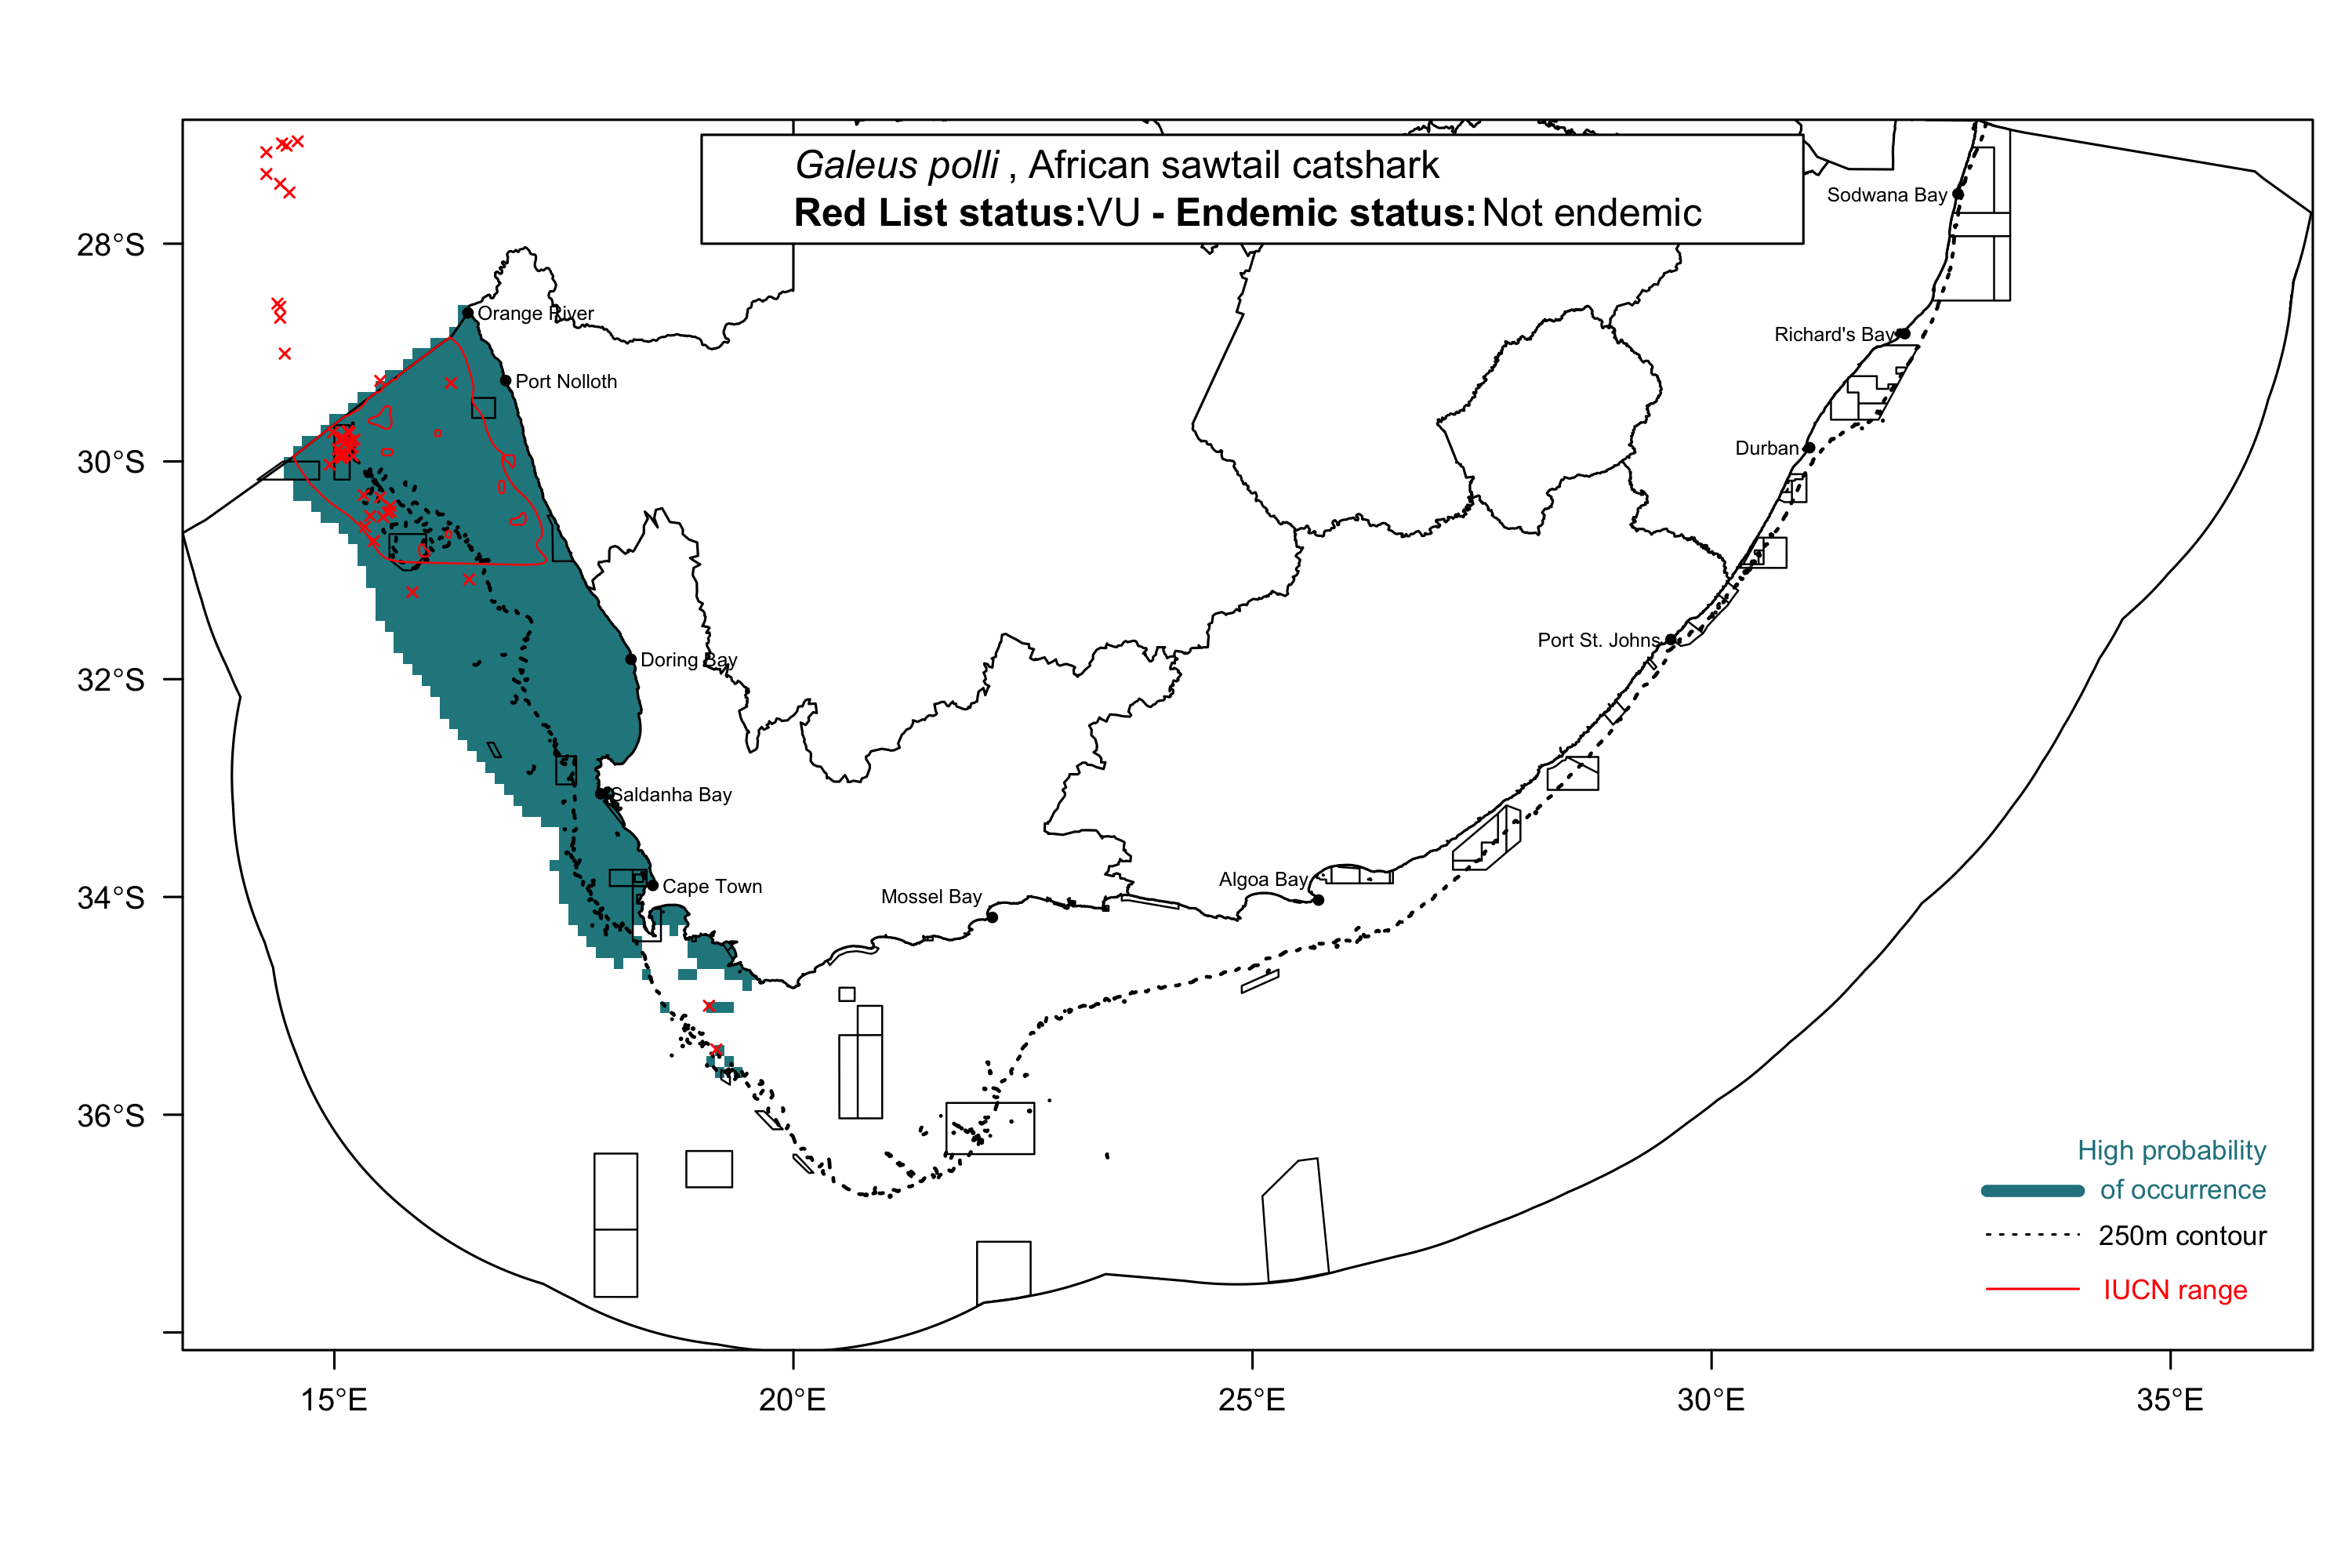 Galeus polli , African sawtail catshark
Red List status:VU - Endemic status: Not endemic
Sodwana Bay
28°S
Orange River
Richard's Bay
Port Nolloth
Durban
30°S
Port St. Johns
Doring Bay
32°S
Saldanha Bay
Algoa Bay
Cape Town
Mossel Bay
34°S
36°S
High probability
of occurrence
250m contour
IUCN range
15°E
20°E
25°E
30°E
35°E